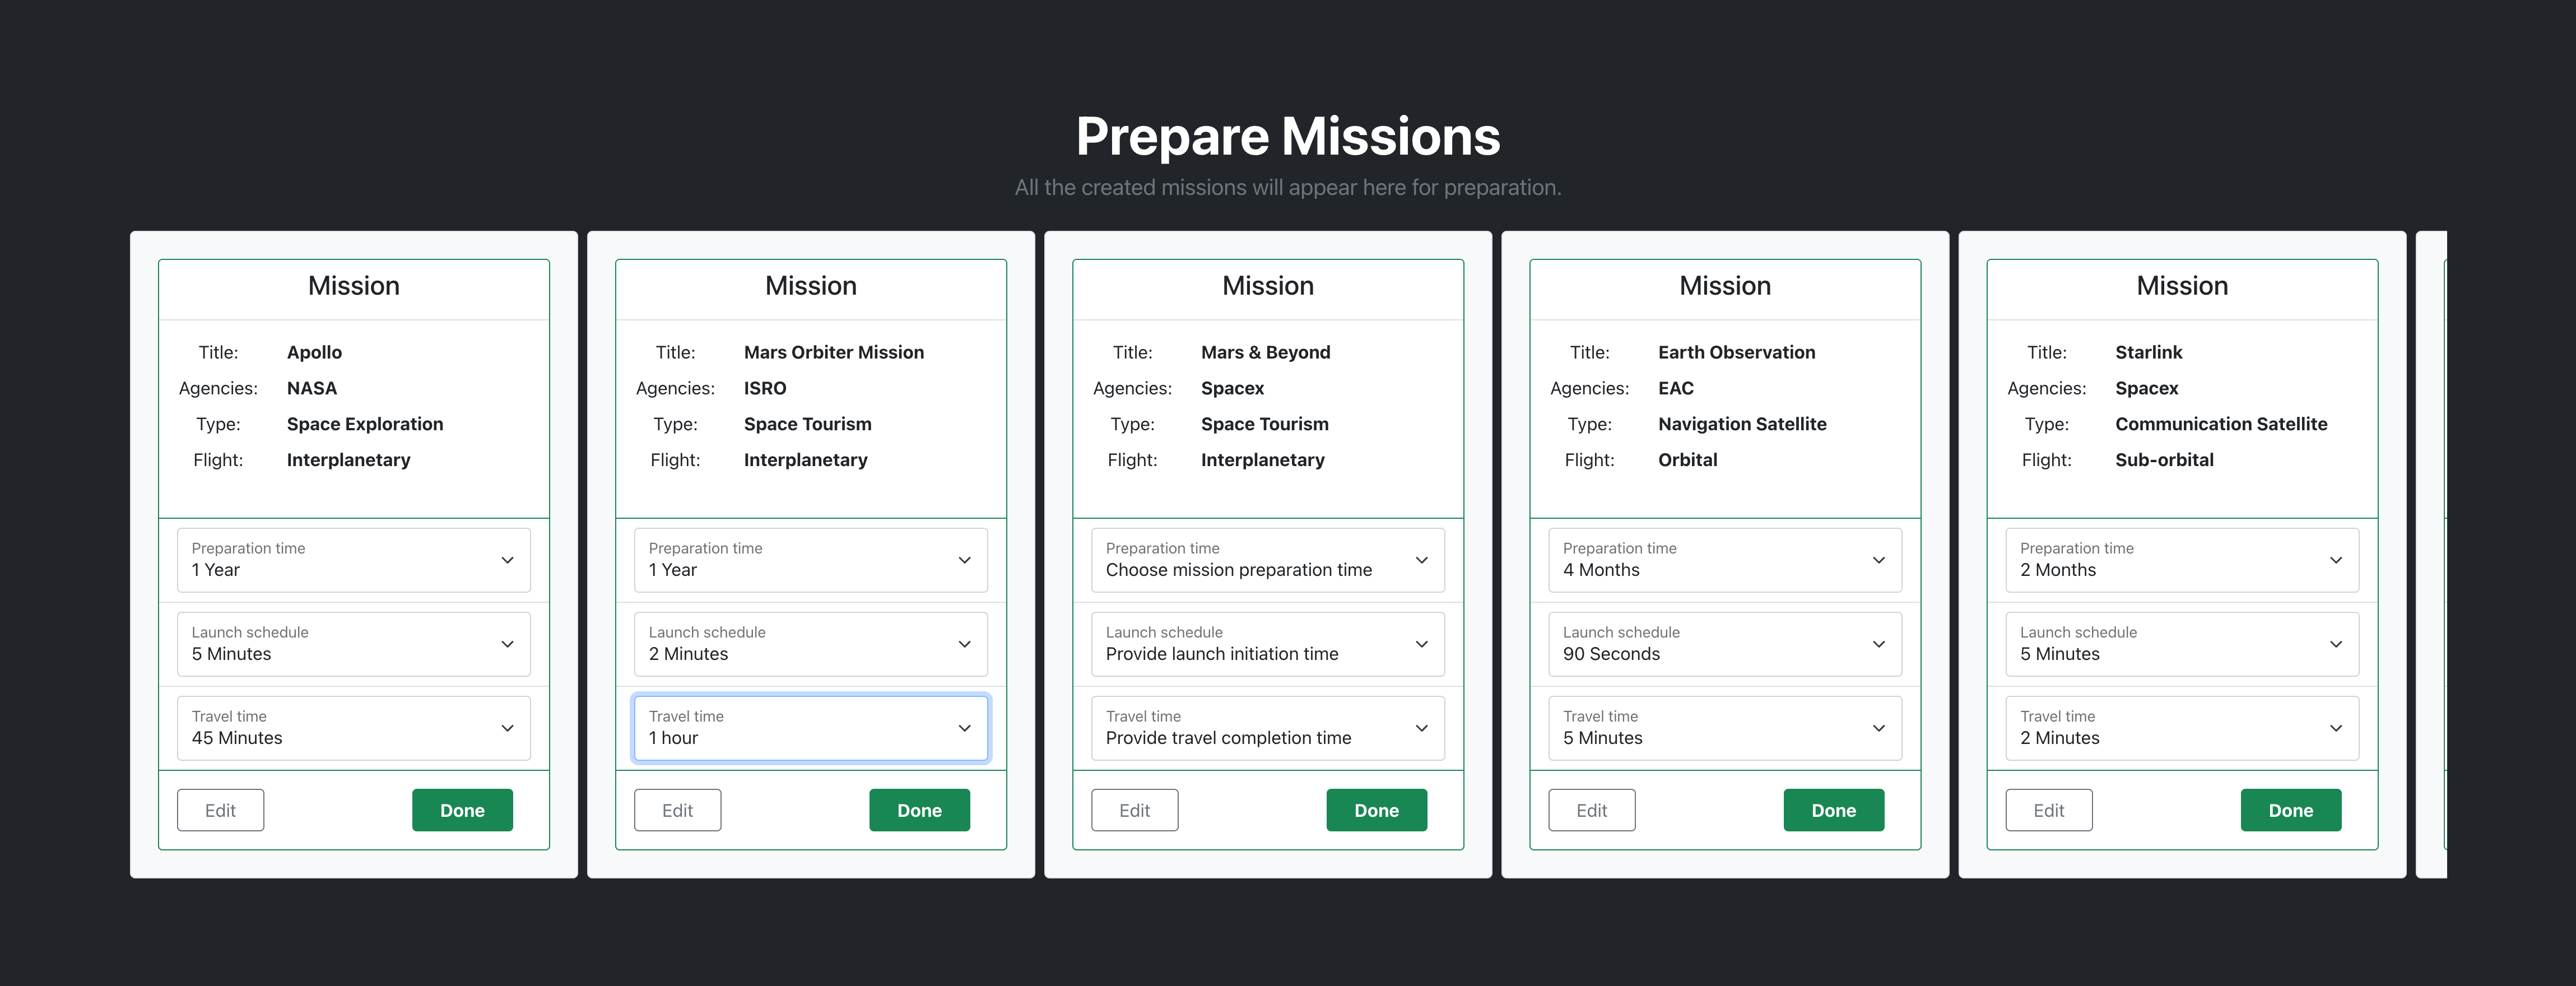 Prepare Missions
All the created missions will appear here for preparation.
Mission
Title: Apollo
Agencies: NASA
Type: Space Exploration
Flight: Interplanetary
Preparation time
1 Year
Launch schedule
5 Minutes
Travel time
45 Minutes
Edit Done
Mission
Title: Mars Orbiter Mission
Agencies: ISRO
Type: Space Tourism
Flight: Interplanetary
Preparation time
1 Year
Launch schedule
2 Minutes
Travel time
1 hour
Edit Done
Mission
Title: Mars & Beyond
Agencies: Spacex
Type: Space Tourism
Flight: Interplanetary
Preparation time
Choose mission preparation time
Launch schedule
Provide launch initiation time
Travel time
Provide travel completion time
Edit Done
Mission
Title: Earth Observation
Agencies: EAC
Type: Navigation Satellite
Flight: Orbital
Preparation time
4 Months
Launch schedule
90 Seconds
Travel time
5 Minutes
Edit Done
Mission
Title: Starlink
Agencies: Spacex
Type: Communication Satellite
Flight: Sub-orbital
Preparation time
2 Months
Launch schedule
5 Minutes
Travel time
2 Minutes
Edit Done